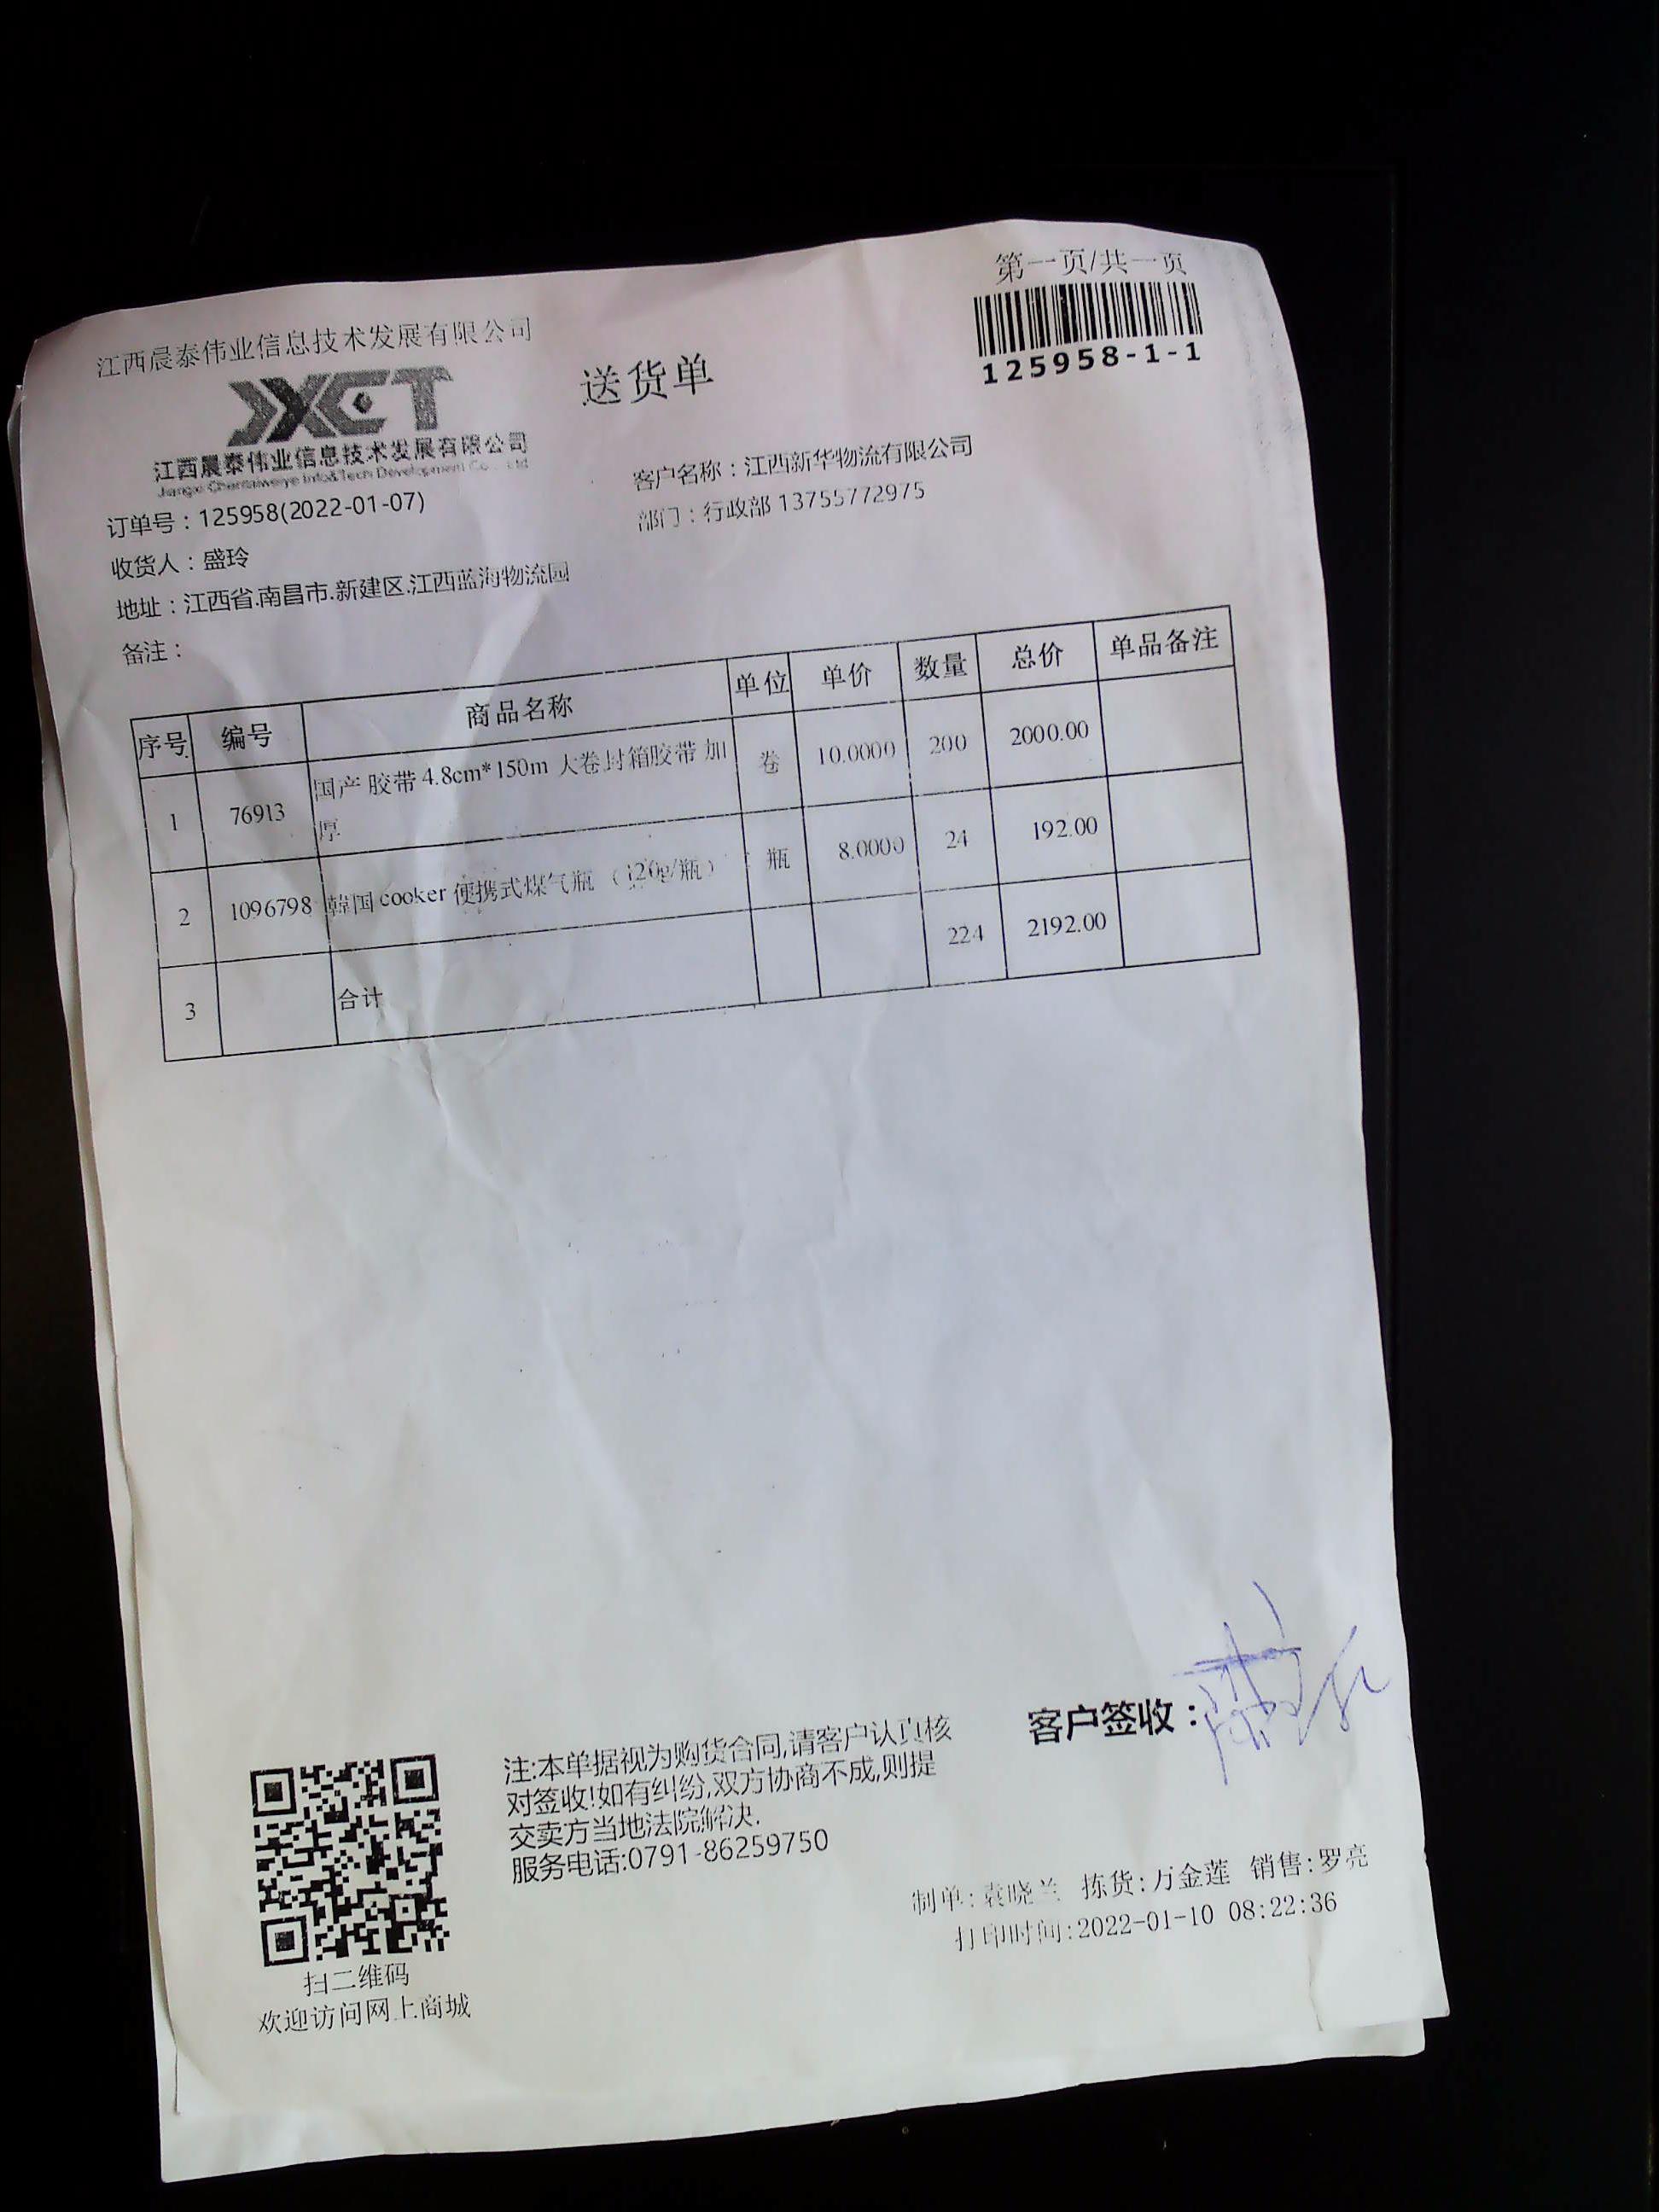 第一页/共一页
江西晨泰伟业信息技术发展有限公司
送货单
125958-1-1
JXCT
江西晨泰伟业信息技术发展有限公司
Jiangxi Chentaiweiye Info&Tech Development Co., Ltd
客户名称：江西新华物流有限公司
订单号：125958(2022-01-07)
部门：行政部 13755772975
收货人：盛玲
地址：江西省.南昌市.新建区.江西蓝海物流园
备注：
序号 编号 商品名称 单位 单价 数量 总价 单品备注
1 76913 国产 胶带 4.8cm*150m 大卷封箱胶带 加
厚 卷 10.0000 200 2000.00
2 1096798 韩国 cooker 便携式煤气瓶（120g/瓶） 瓶 8.0000 24 192.00
3 合计 224 2192.00
客户签收：
注:本单据视为购货合同,请客户认真核
对签收!如有纠纷,双方协商不成,则提
交卖方当地法院解决.
服务电话:0791-86259750
制单:袁晓兰 拣货:万金莲 销售:罗亮
打印时间:2022-01-10 08:22:36
扫二维码
欢迎访问网上商城